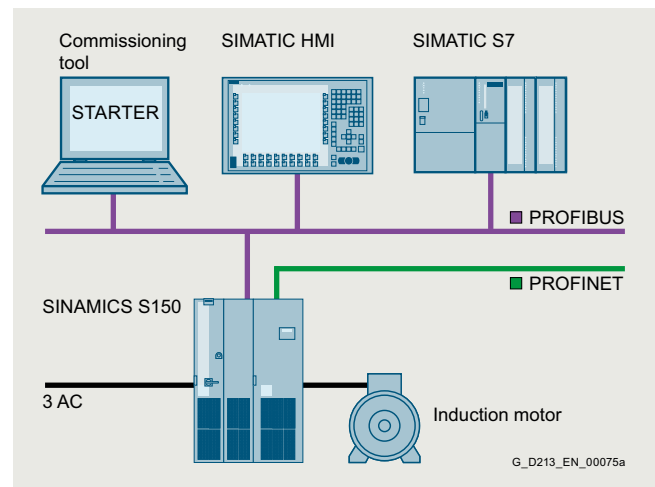 Commissioning
tool
SIMATIC HMI
SIMATIC S7
STARTER
PROFIBUS
PROFINET
SINAMICS S150
3 AC
Induction motor
G_D213_EN_00075a